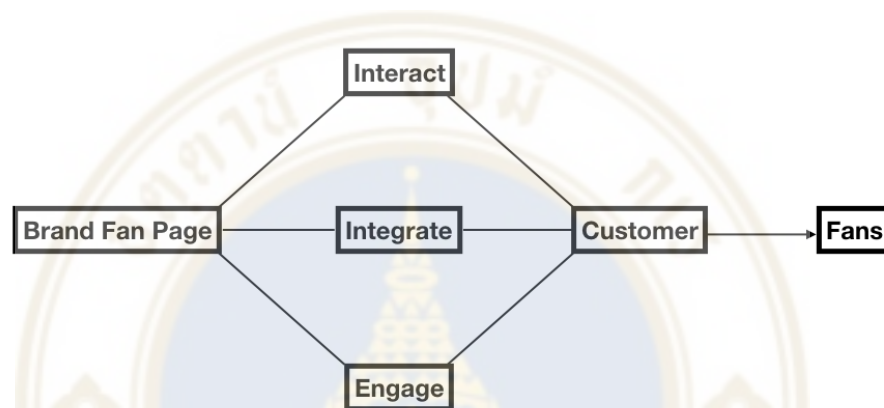 Interact
Brand Fan Page
Integrate
Customer
Fans
Engage